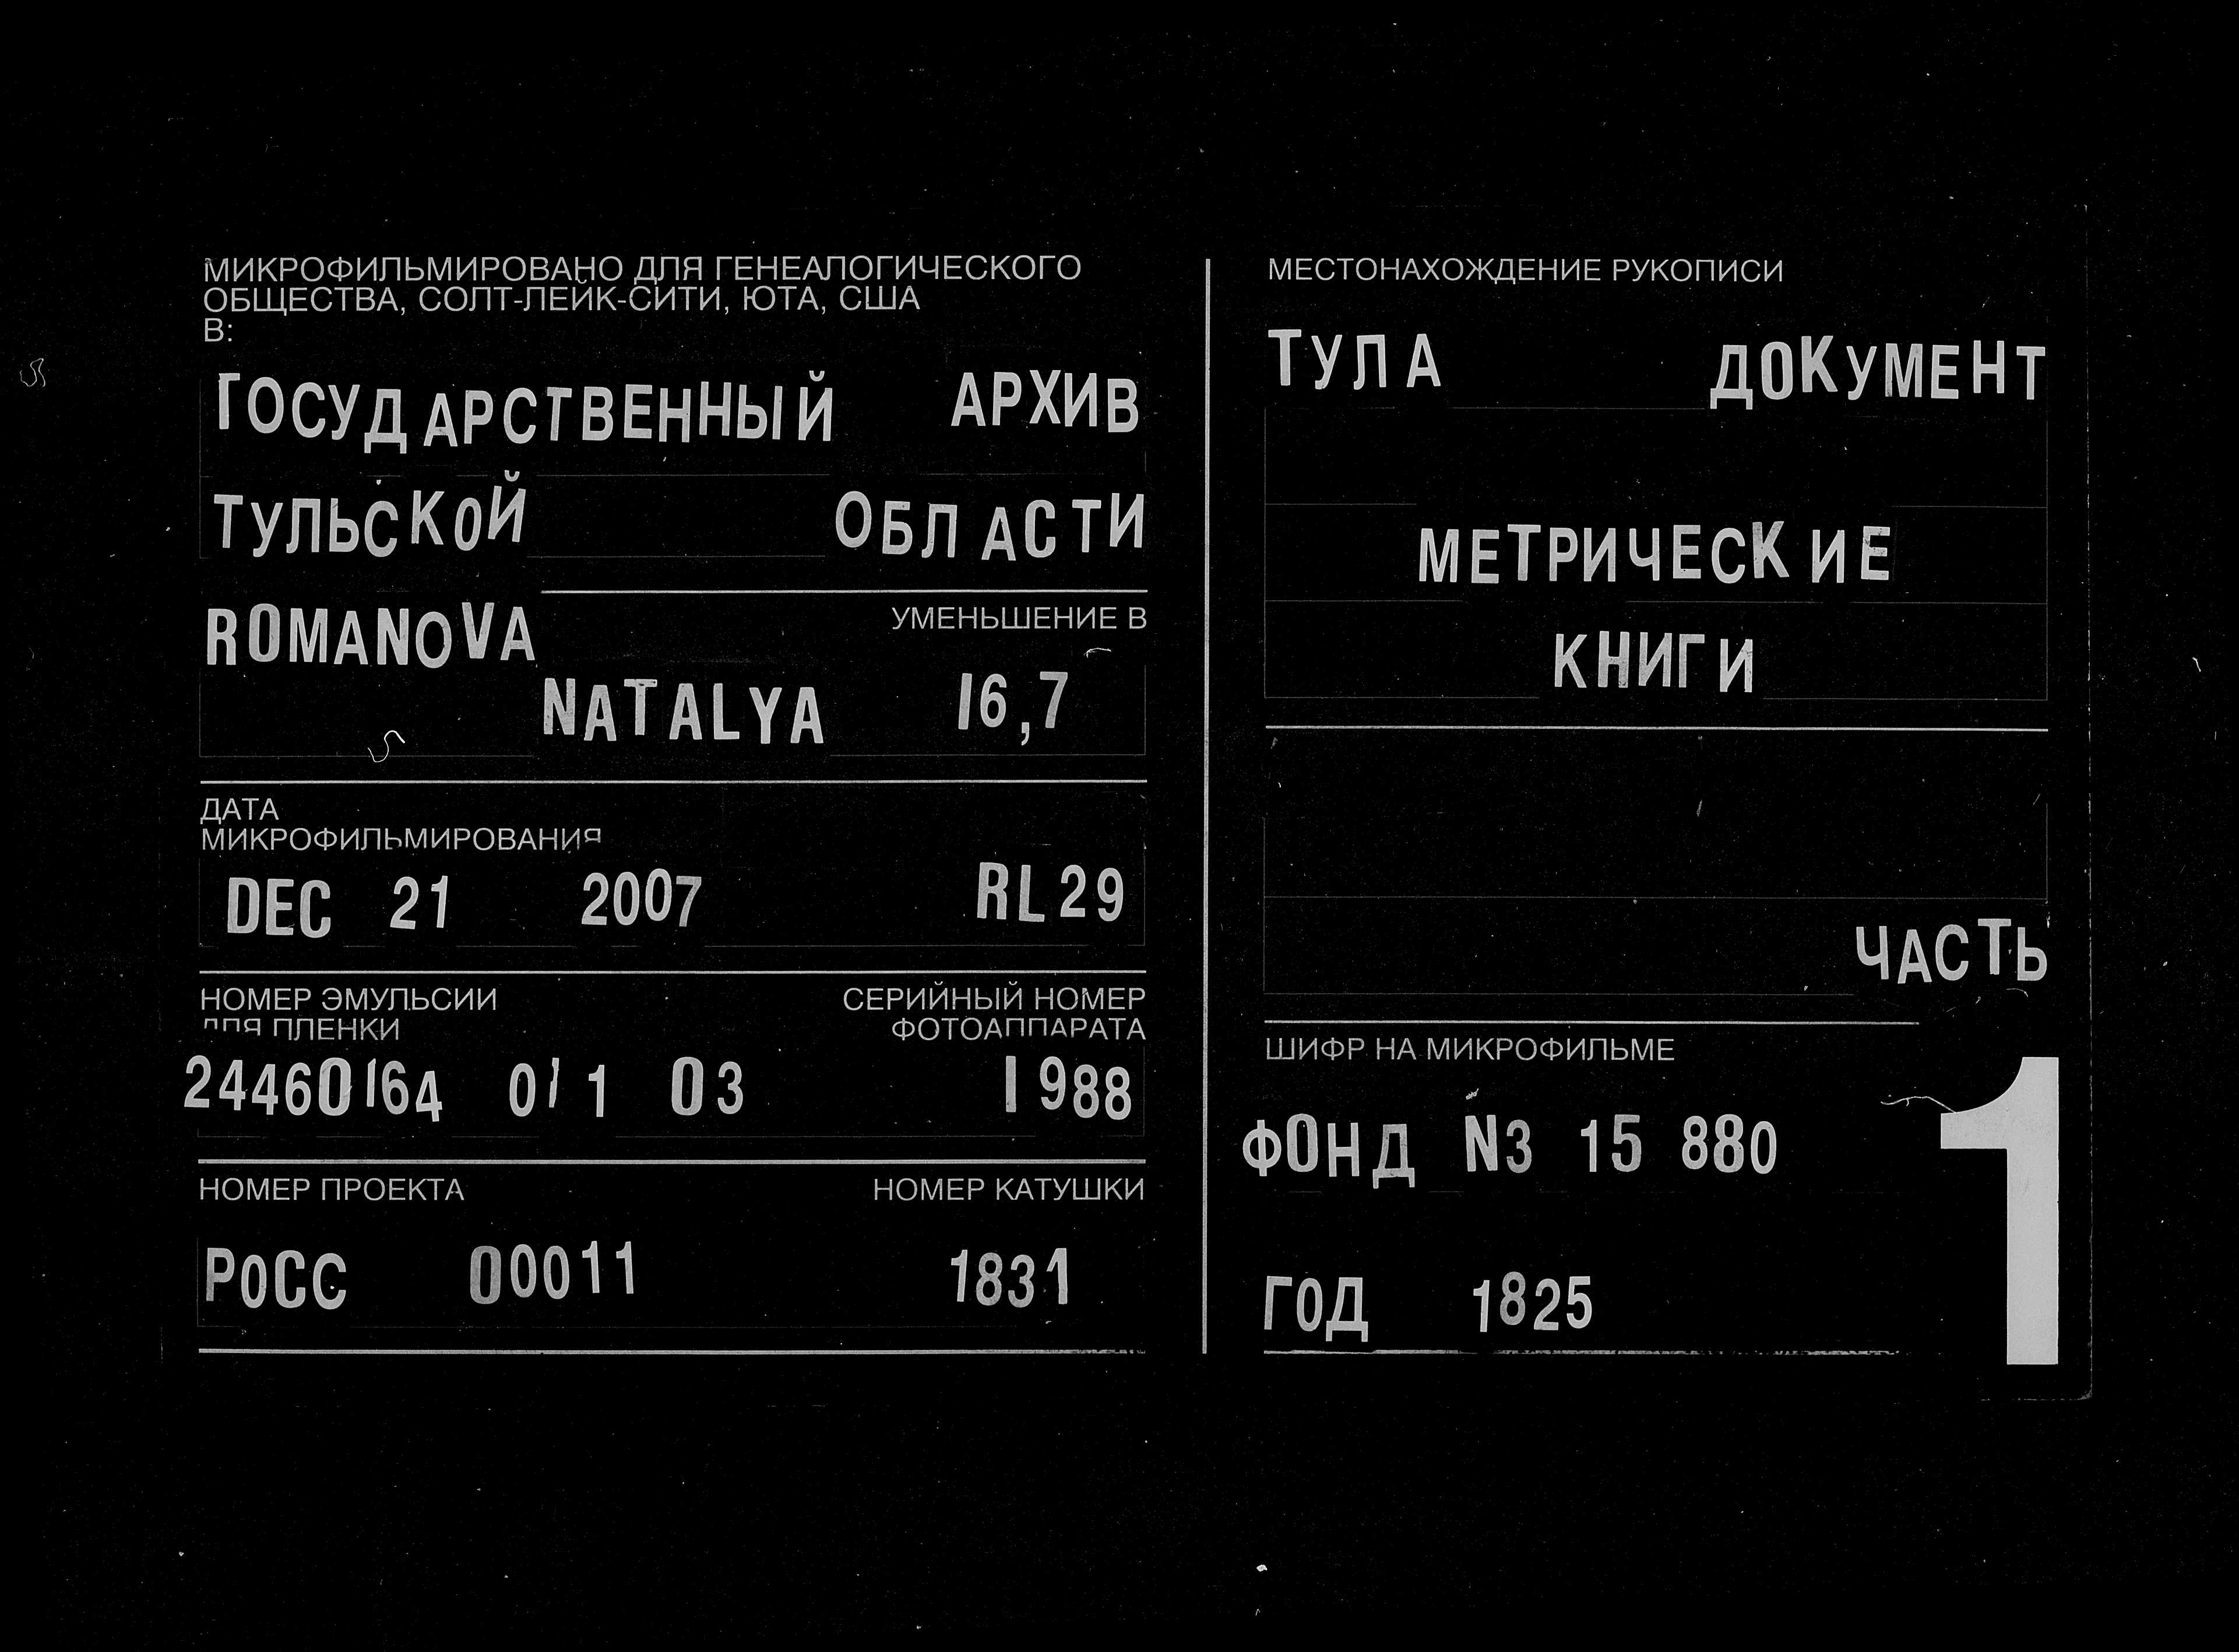 МИКРОФИЛЬМИРОВАНО ДЛЯ ГЕНЕАЛОГИЧЕСКОГО
ОБЩЕСТВА, СОЛТ-ЛЕЙК-СИТИ, ЮТА, США
В:
ГОСУДАРСТВЕННЫЙ АРХИВ
ТУЛЬСКОЙ ОБЛАСТИ
ROMANOVA УМЕНЬШЕНИЕ В
NATALYA 16,7
ДАТА
МИКРОФИЛЬМИРОВАНИЯ
DEC 21 2007 RL29
НОМЕР ЭМУЛЬСИИ СЕРИЙНЫЙ НОМЕР
ДЛЯ ПЛЕНКИ ФОТОАППАРАТА
24460164 011 03 1988
НОМЕР ПРОЕКТА НОМЕР КАТУШКИ
РОСС 00011 1831
МЕСТОНАХОЖДЕНИЕ РУКОПИСИ
ТУЛА ДОКУМЕНТ
МЕТРИЧЕСКИЕ
КНИГИ
ЧАСТЬ
1
ШИФР НА МИКРОФИЛЬМЕ
ФОНД N3 15 880
ГОД 1825